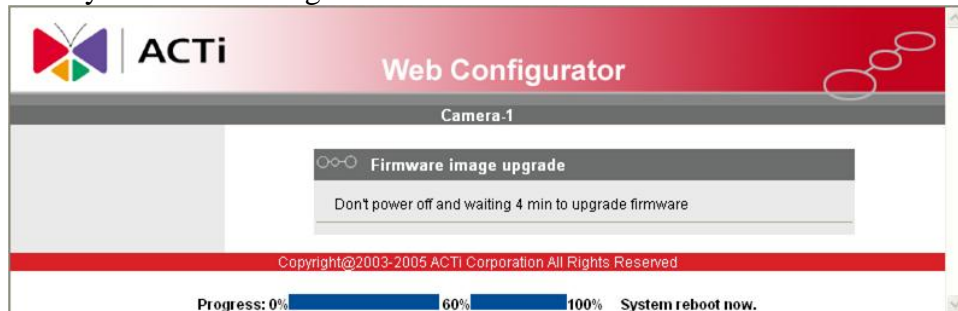 ACTi
Web Configurator
Camera-1
Firmware image upgrade
Don't power off and waiting 4 min to upgrade firmware
Copyright@2003-2005 ACTi Corporation All Rights Reserved
Progress: 0% 60% 100% System reboot now.